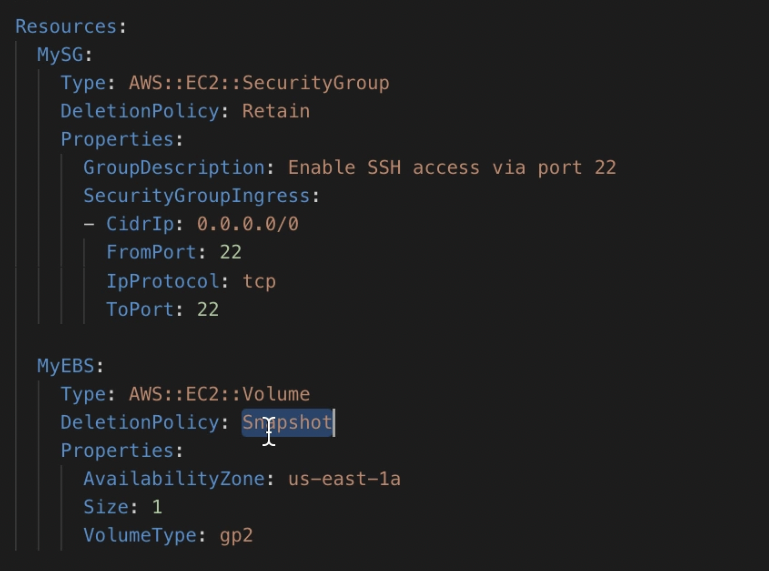 Resources:
MySG:
Type: AWS::EC2::SecurityGroup
DeletionPolicy: Retain
Properties:
GroupDescription: Enable SSH access via port 22
SecurityGroupIngress:
- CidrIp: 0.0.0.0/0
FromPort: 22
IpProtocol: tcp
ToPort: 22
MyEBS:
Type: AWS::EC2::Volume
DeletionPolicy: Snapshot
Properties:
AvailabilityZone: us-east-1a
Size: 1
VolumeType: gp2